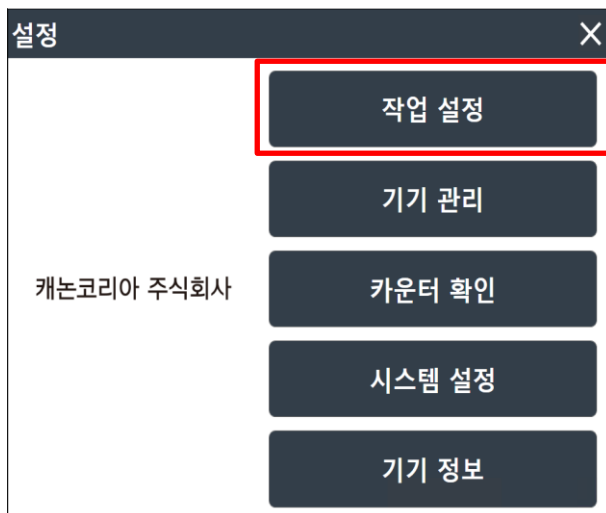 설정
작업 설정
기기 관리
캐논코리아 주식회사
카운터 확인
시스템 설정
기기 정보